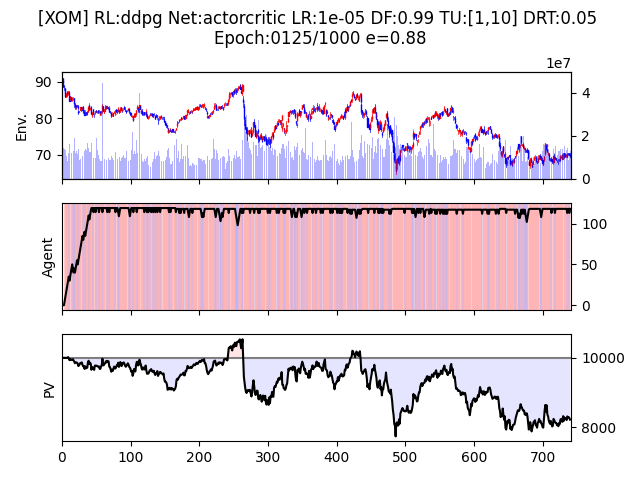 [XOM] RL:ddpg Net:actorcritic LR:1e-05 DF:0.99 TU:[1,10] DRT:0.05
Epoch:0125/1000 e=0.88
1e7
Env.
90
80
70
4
2
0
Agent
100
50
0
PV
10000
8000
0 100 200 300 400 500 600 700